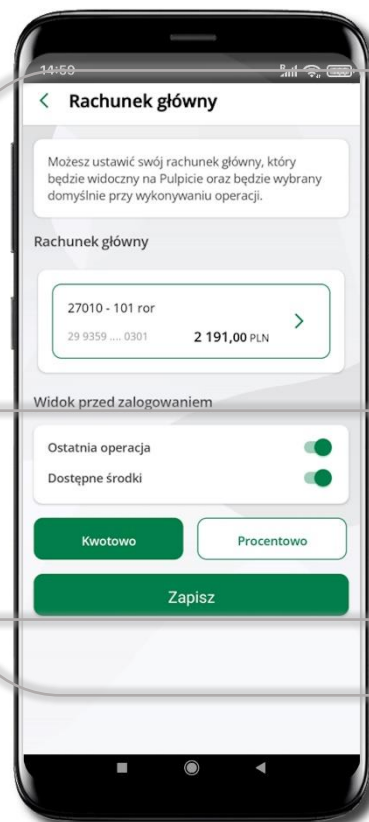 14:59
Rachunek główny
Możesz ustawić swój rachunek główny, który
będzie widoczny na Pulpicie oraz będzie wybrany
domyślnie przy wykonywaniu operacji.
Rachunek główny
27010 - 101 ror
29 9359 .... 0301 2 191,00 PLN
Widok przed zalogowaniem
Ostatnia operacja
Dostępne środki
Kwotowo Procentowo
Zapisz